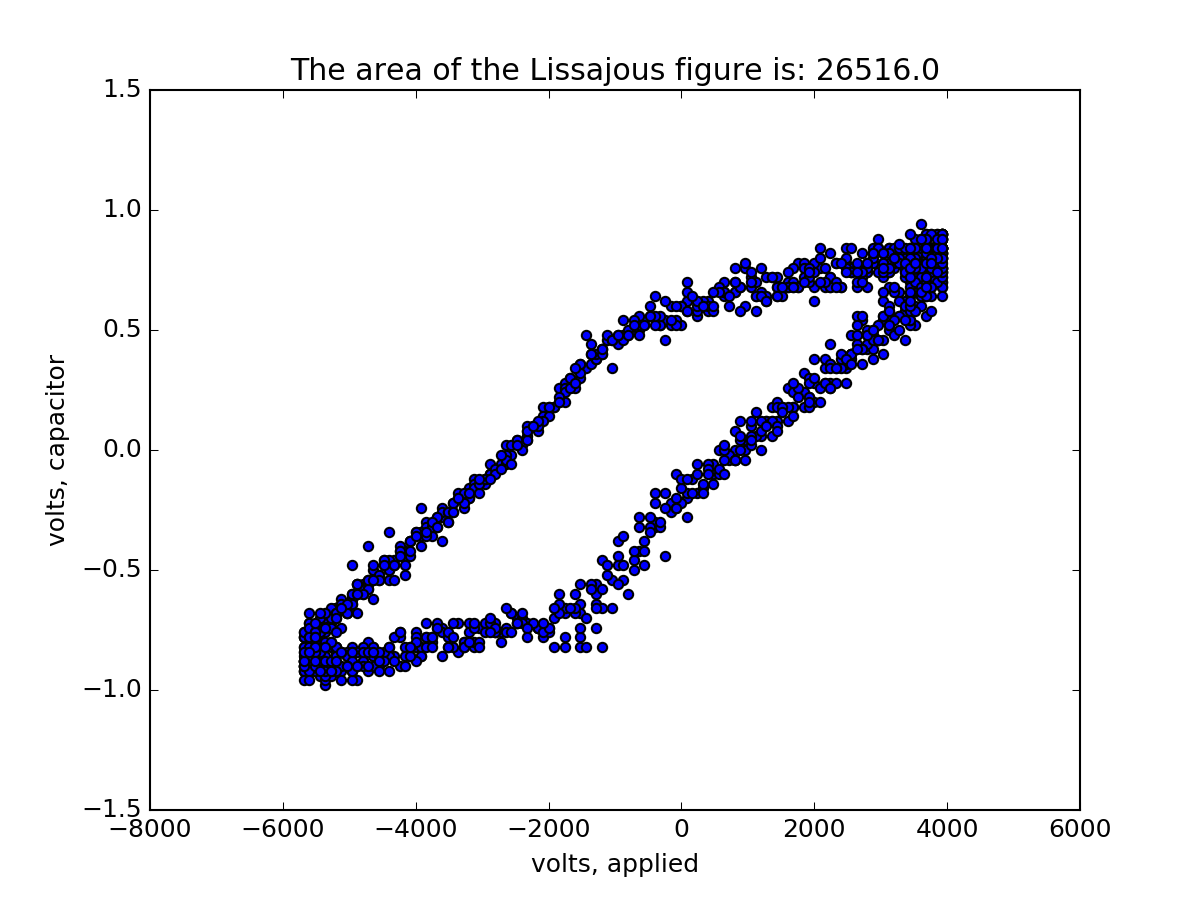 The area of the Lissajous figure is: 26516.0
1.5
1.0
0.5
0.0
−0.5
−1.0
−1.5
volts, capacitor
−8000 −6000 −4000 −2000 0 2000 4000 6000
volts, applied